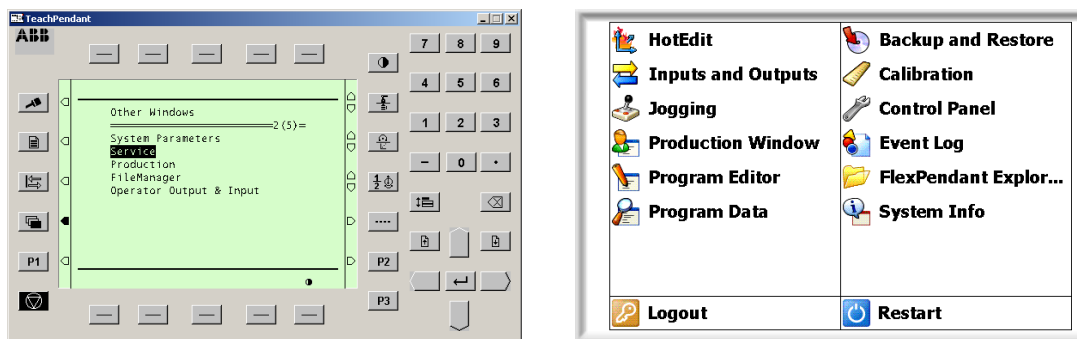 TeachPendant
ABB
7 8 9
4 5 6
1 2 3
- 0 .
P1
P2
P3
Other Windows
2(5)=
System Parameters
Service
Production
FileManager
Operator Output & Input
HotEdit
Inputs and Outputs
Jogging
Production Window
Program Editor
Program Data
Backup and Restore
Calibration
Control Panel
Event Log
FlexPendant Explor...
System Info
Logout
Restart